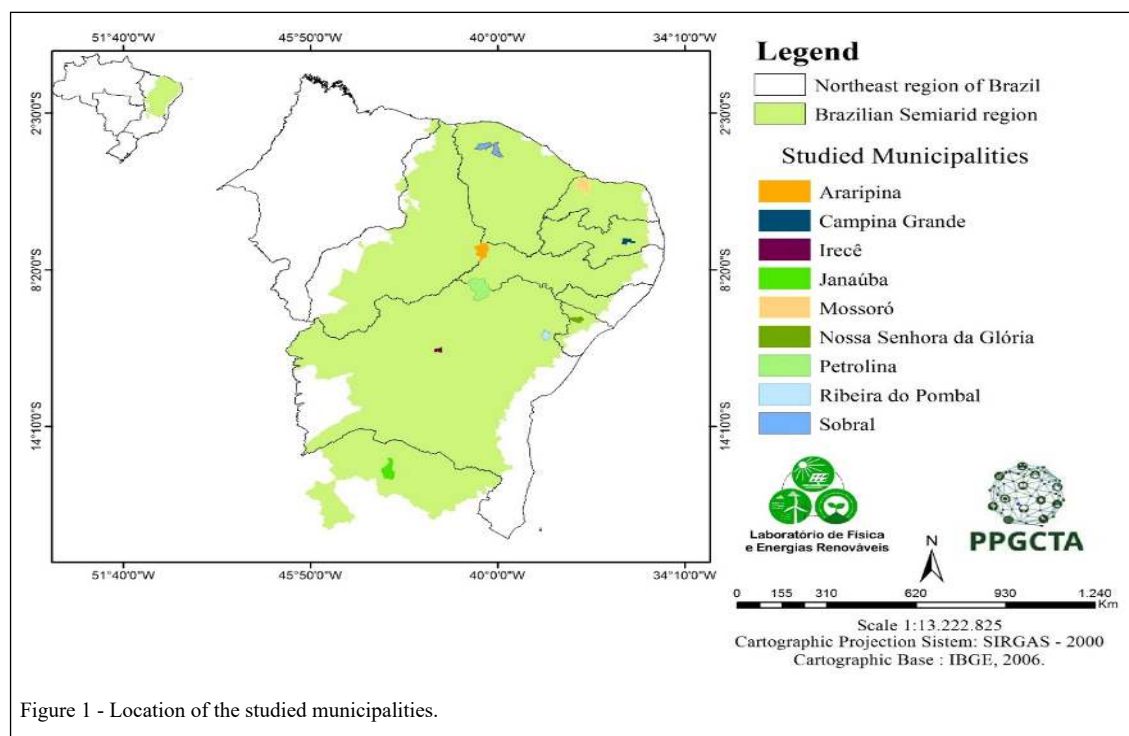 51°40'0"W 45°50'0"W 40°0'0"W 34°10'0"W
2°30'0"S
8°20'0"S
14°10'0"S
2°30'0"S
8°20'0"S
14°10'0"S
51°40'0"W 45°50'0"W 40°0'0"W 34°10'0"W
Legend
Northeast region of Brazil
Brazilian Semiarid region
Studied Municipalities
Araripina
Campina Grande
Irecê
Janaúba
Mossoró
Nossa Senhora da Glória
Petrolina
Ribeira do Pombal
Sobral
Laboratório de Física
e Energias Renováveis
PPGCTA
N
0 155 310 620 930 1.240
Km
Scale 1:13.222.825
Cartographic Projection Sistem: SIRGAS - 2000
Cartographic Base : IBGE, 2006.
Figure 1 - Location of the studied municipalities.